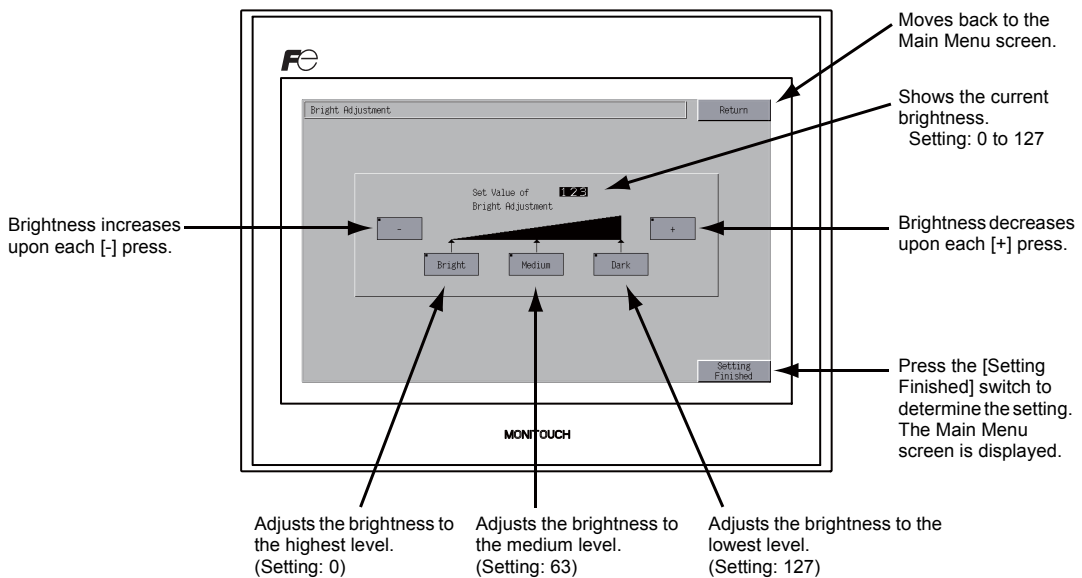 Moves back to the
Main Menu screen.
Fe
Bright Adjustment
Return
Shows the current
brightness.
Setting: 0 to 127
Set Value of 123
Bright Adjustment
Brightness increases
upon each [-] press.
-
+
Brightness decreases
upon each [+] press.
Bright
Medium
Dark
Setting
Finished
Press the [Setting
Finished] switch to
determine the setting.
The Main Menu
screen is displayed.
MONITOUCH
Adjusts the brightness to
the highest level.
(Setting: 0)
Adjusts the brightness to
the medium level.
(Setting: 63)
Adjusts the brightness to the
lowest level.
(Setting: 127)